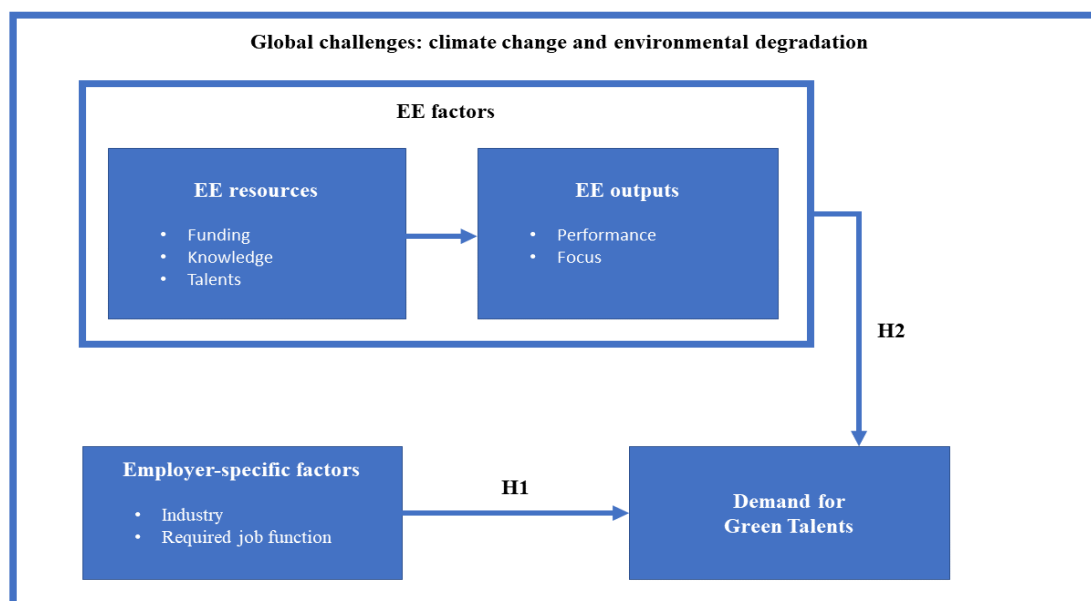 Global challenges: climate change and environmental degradation
EE factors
EE resources
• Funding
• Knowledge
• Talents
EE outputs
• Performance
• Focus
H2
Employer-specific factors
• Industry
• Required job function
H1
Demand for
Green Talents